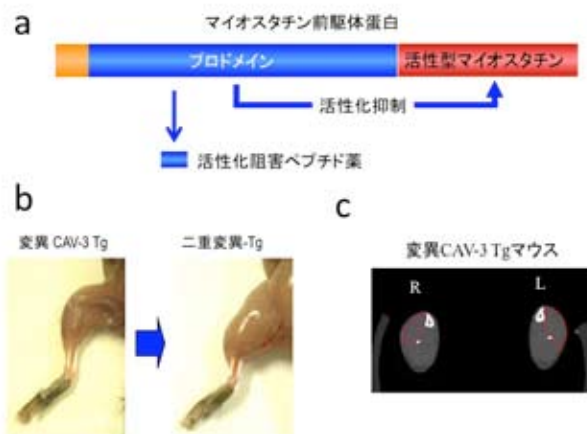 a
マイオスタチン前駆体蛋白
プロドメイン
活性型マイオスタチン
活性化抑制
活性化阻害ペプチド薬
b
変異 CAV-3 Tg
二重変異-Tg
c
変異CAV-3 Tgマウス
R
L